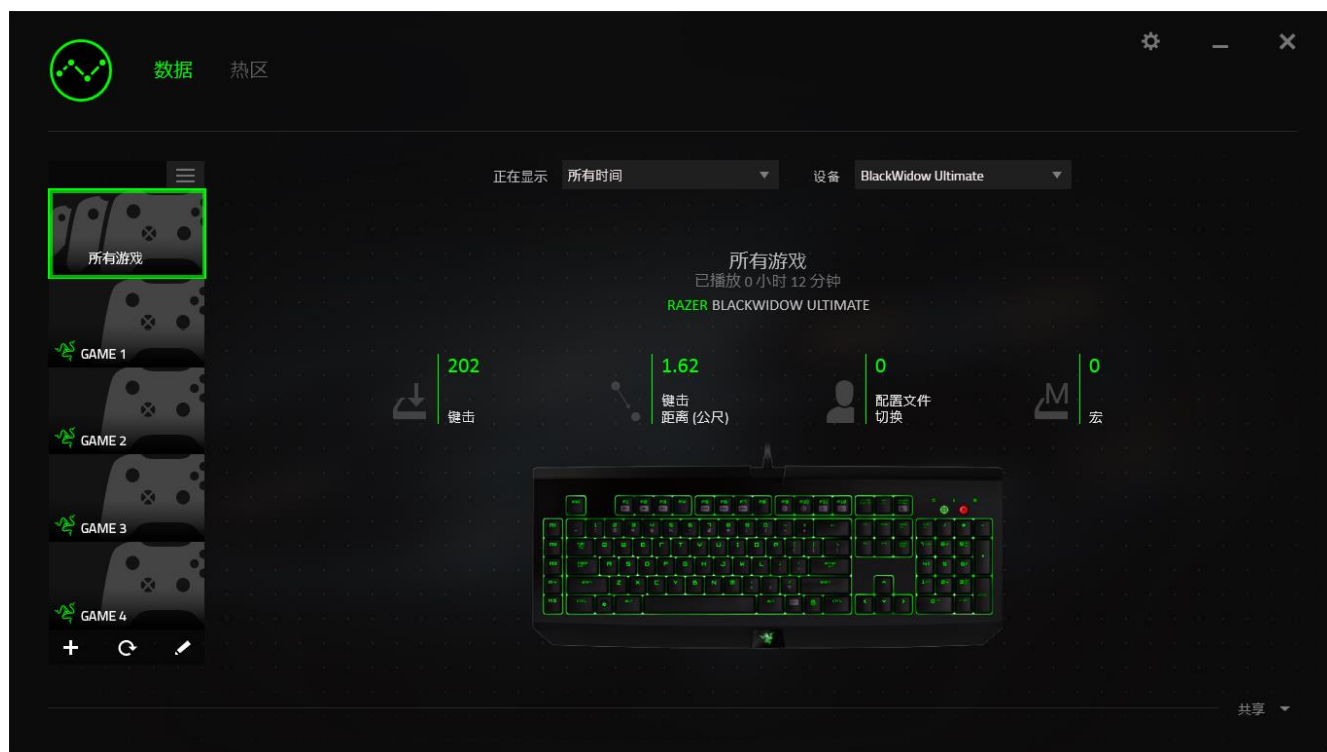 数据 热区
正在显示 所有时间 设备 BlackWidow Ultimate
所有游戏
GAME 1
GAME 2
GAME 3
GAME 4
所有游戏
已播放 0 小时 12 分钟
RAZER BLACKWIDOW ULTIMATE
202
键击
1.62
键击
距离 (公尺)
0
配置文件
切换
M
0
宏
共享